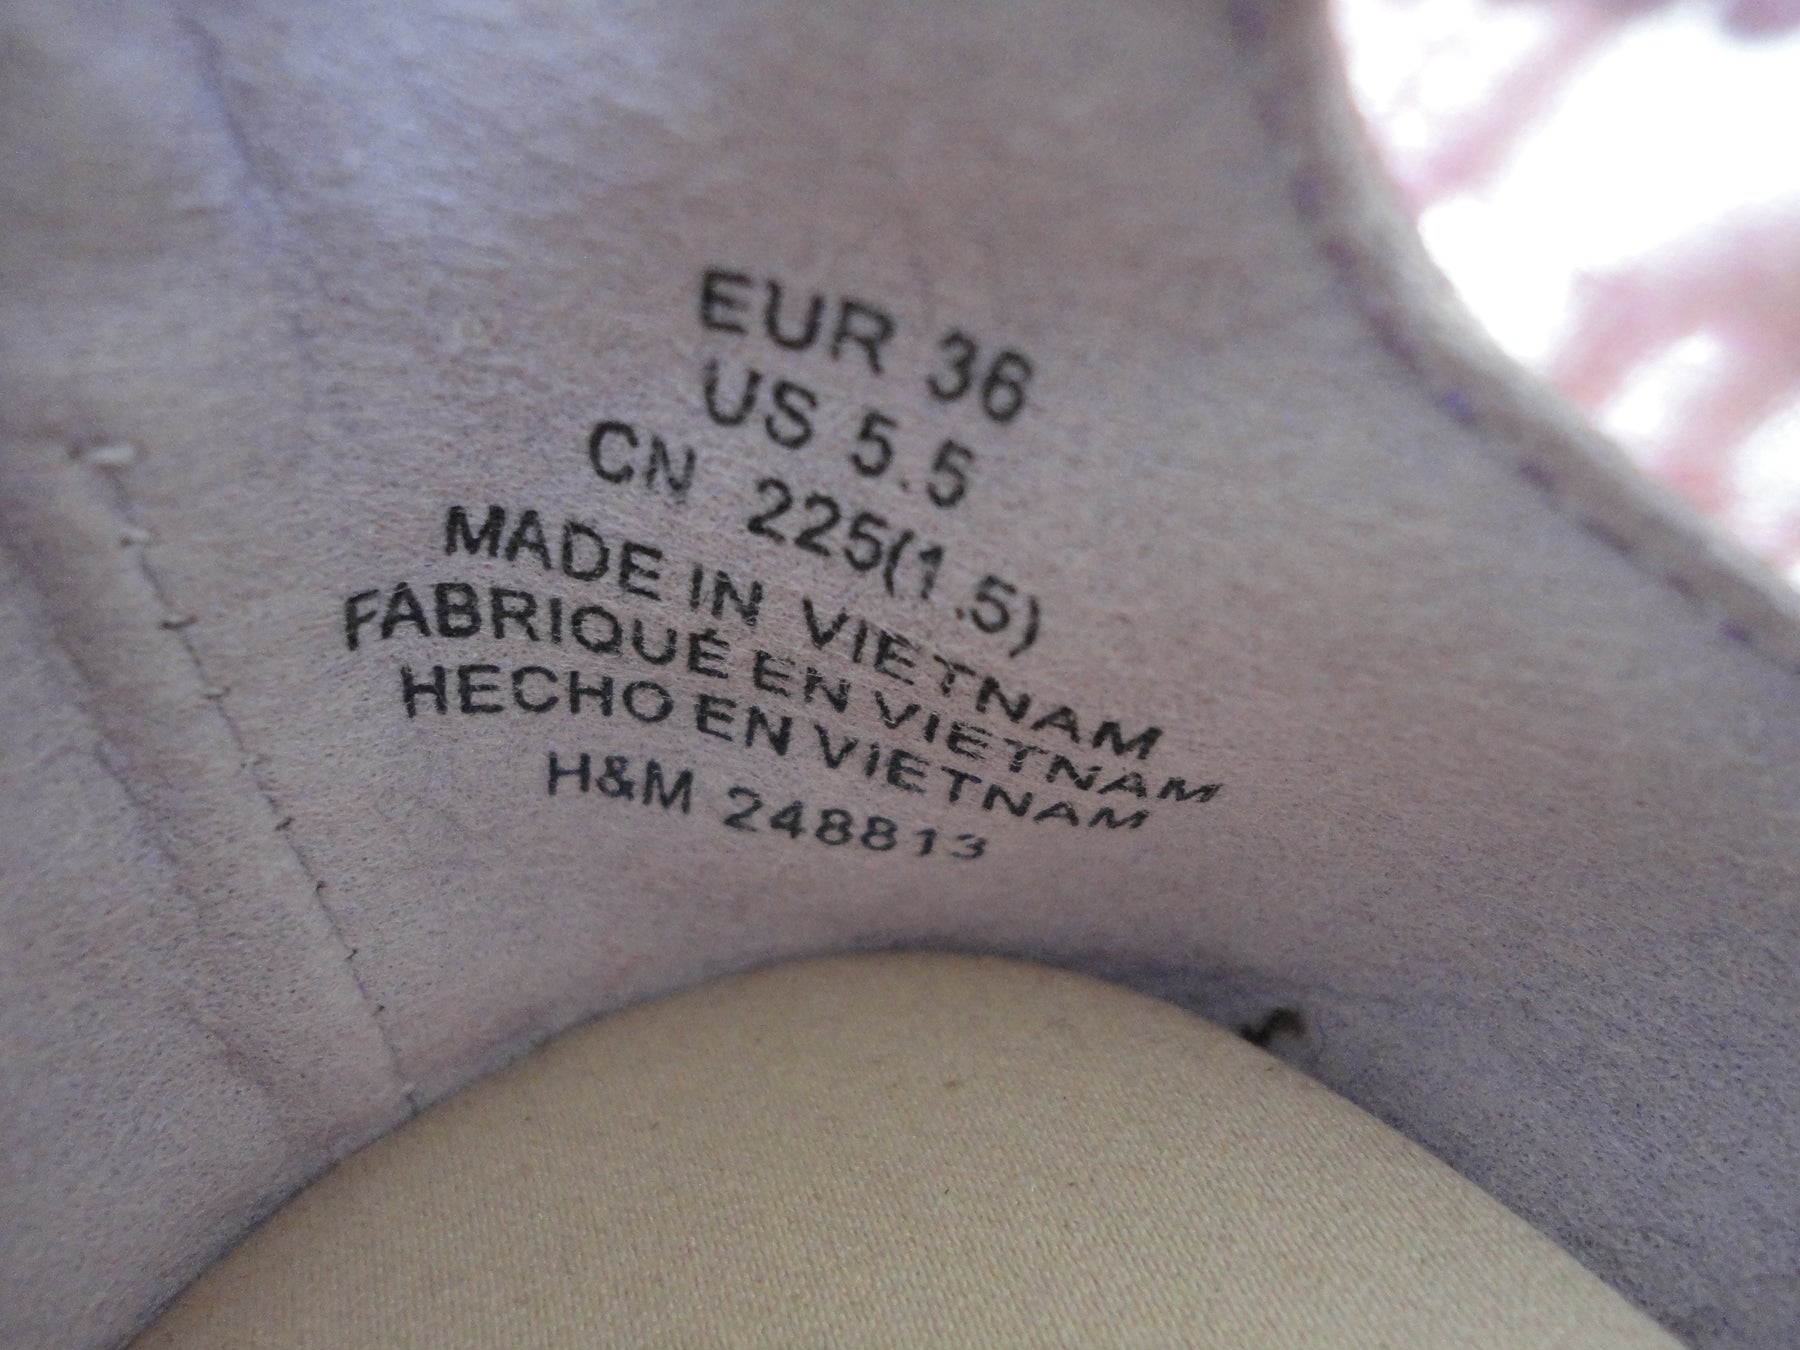 EUR 36
US 5.5
CN 225(1.5)
MADE IN VIETNAM
FABRIQUÉ EN VIETNAM
HECHO EN VIETNAM
H&M 248813